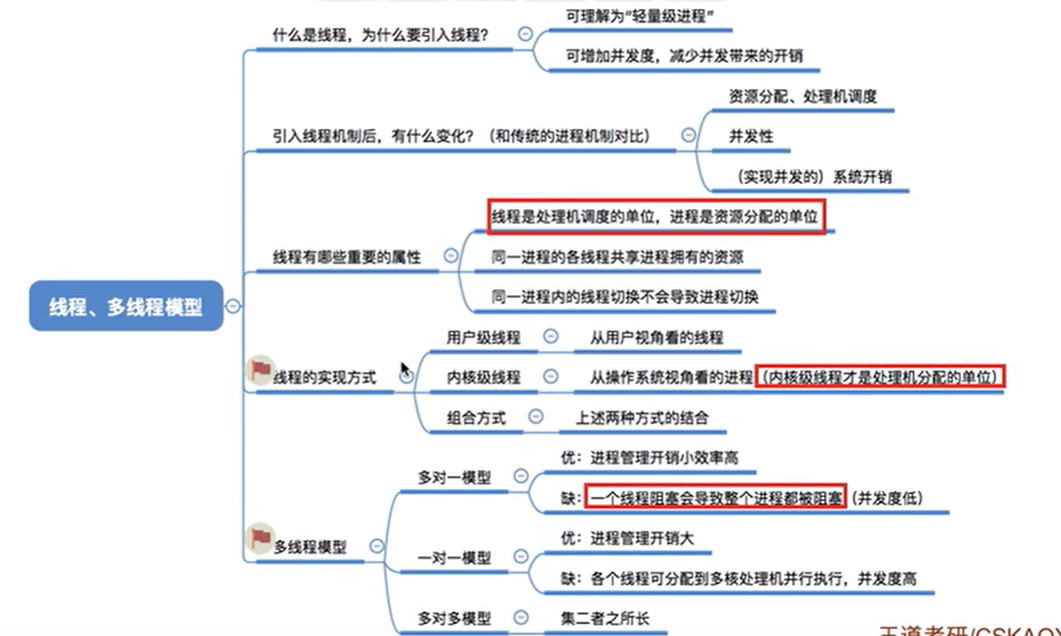 什么是线程，为什么要引入线程？
可理解为“轻量级进程”
可增加并发度，减少并发带来的开销
引入线程机制后，有什么变化？（和传统的进程机制对比）
资源分配、处理机调度
并发性
（实现并发的）系统开销
线程有哪些重要的属性
线程是处理机调度的单位，进程是资源分配的单位
同一进程的各线程共享进程拥有的资源
同一进程内的线程切换不会导致进程切换
线程、多线程模型
线程的实现方式
用户级线程
从用户视角看的线程
内核级线程
从操作系统视角看的进程（内核级线程才是处理机分配的单位）
组合方式
上述两种方式的结合
多线程模型
多对一模型
优：进程管理开销小效率高
缺：一个线程阻塞会导致整个进程都被阻塞（并发度低）
一对一模型
优：进程管理开销大
缺：各个线程可分配到多核处理机并行执行，并发度高
多对多模型
集二者之所长